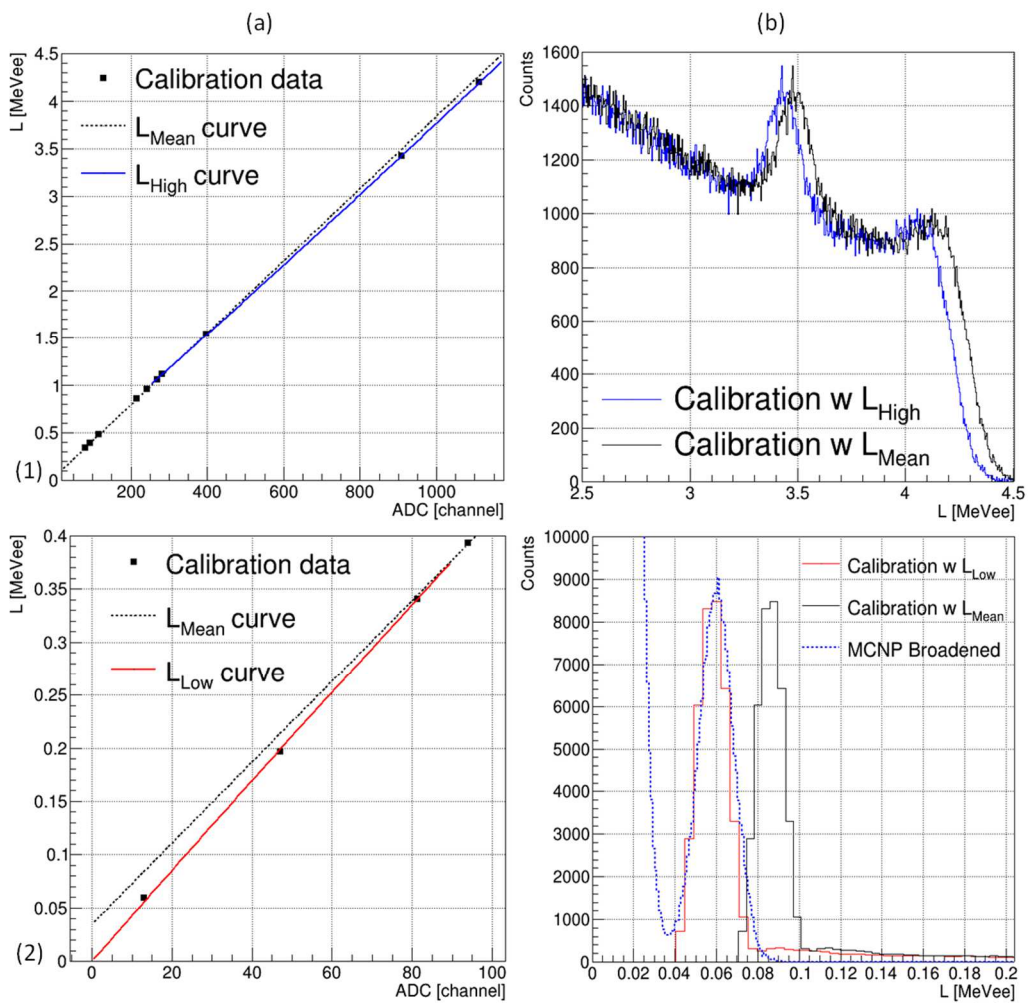 (a)
(b)
L [MeVee]
4.5
4
3.5
3
2.5
2
1.5
1
0.5
0
Calibration data
L_Mean curve
L_High curve
(1)
200 400 600 800 1000
ADC [channel]
Counts
1600
1400
1200
1000
800
600
400
200
0
Calibration w L_High
Calibration w L_Mean
2.5 3 3.5 4 4.5
L [MeVee]
L [MeVee]
0.4
0.35
0.3
0.25
0.2
0.15
0.1
0.05
0
Calibration data
L_Mean curve
L_Low curve
(2)
0 20 40 60 80 100
ADC [channel]
Counts
10000
9000
8000
7000
6000
5000
4000
3000
2000
1000
0
Calibration w L_Low
Calibration w L_Mean
MCNP Broadened
0 0.02 0.04 0.06 0.08 0.1 0.12 0.14 0.16 0.18 0.2
L [MeVee]